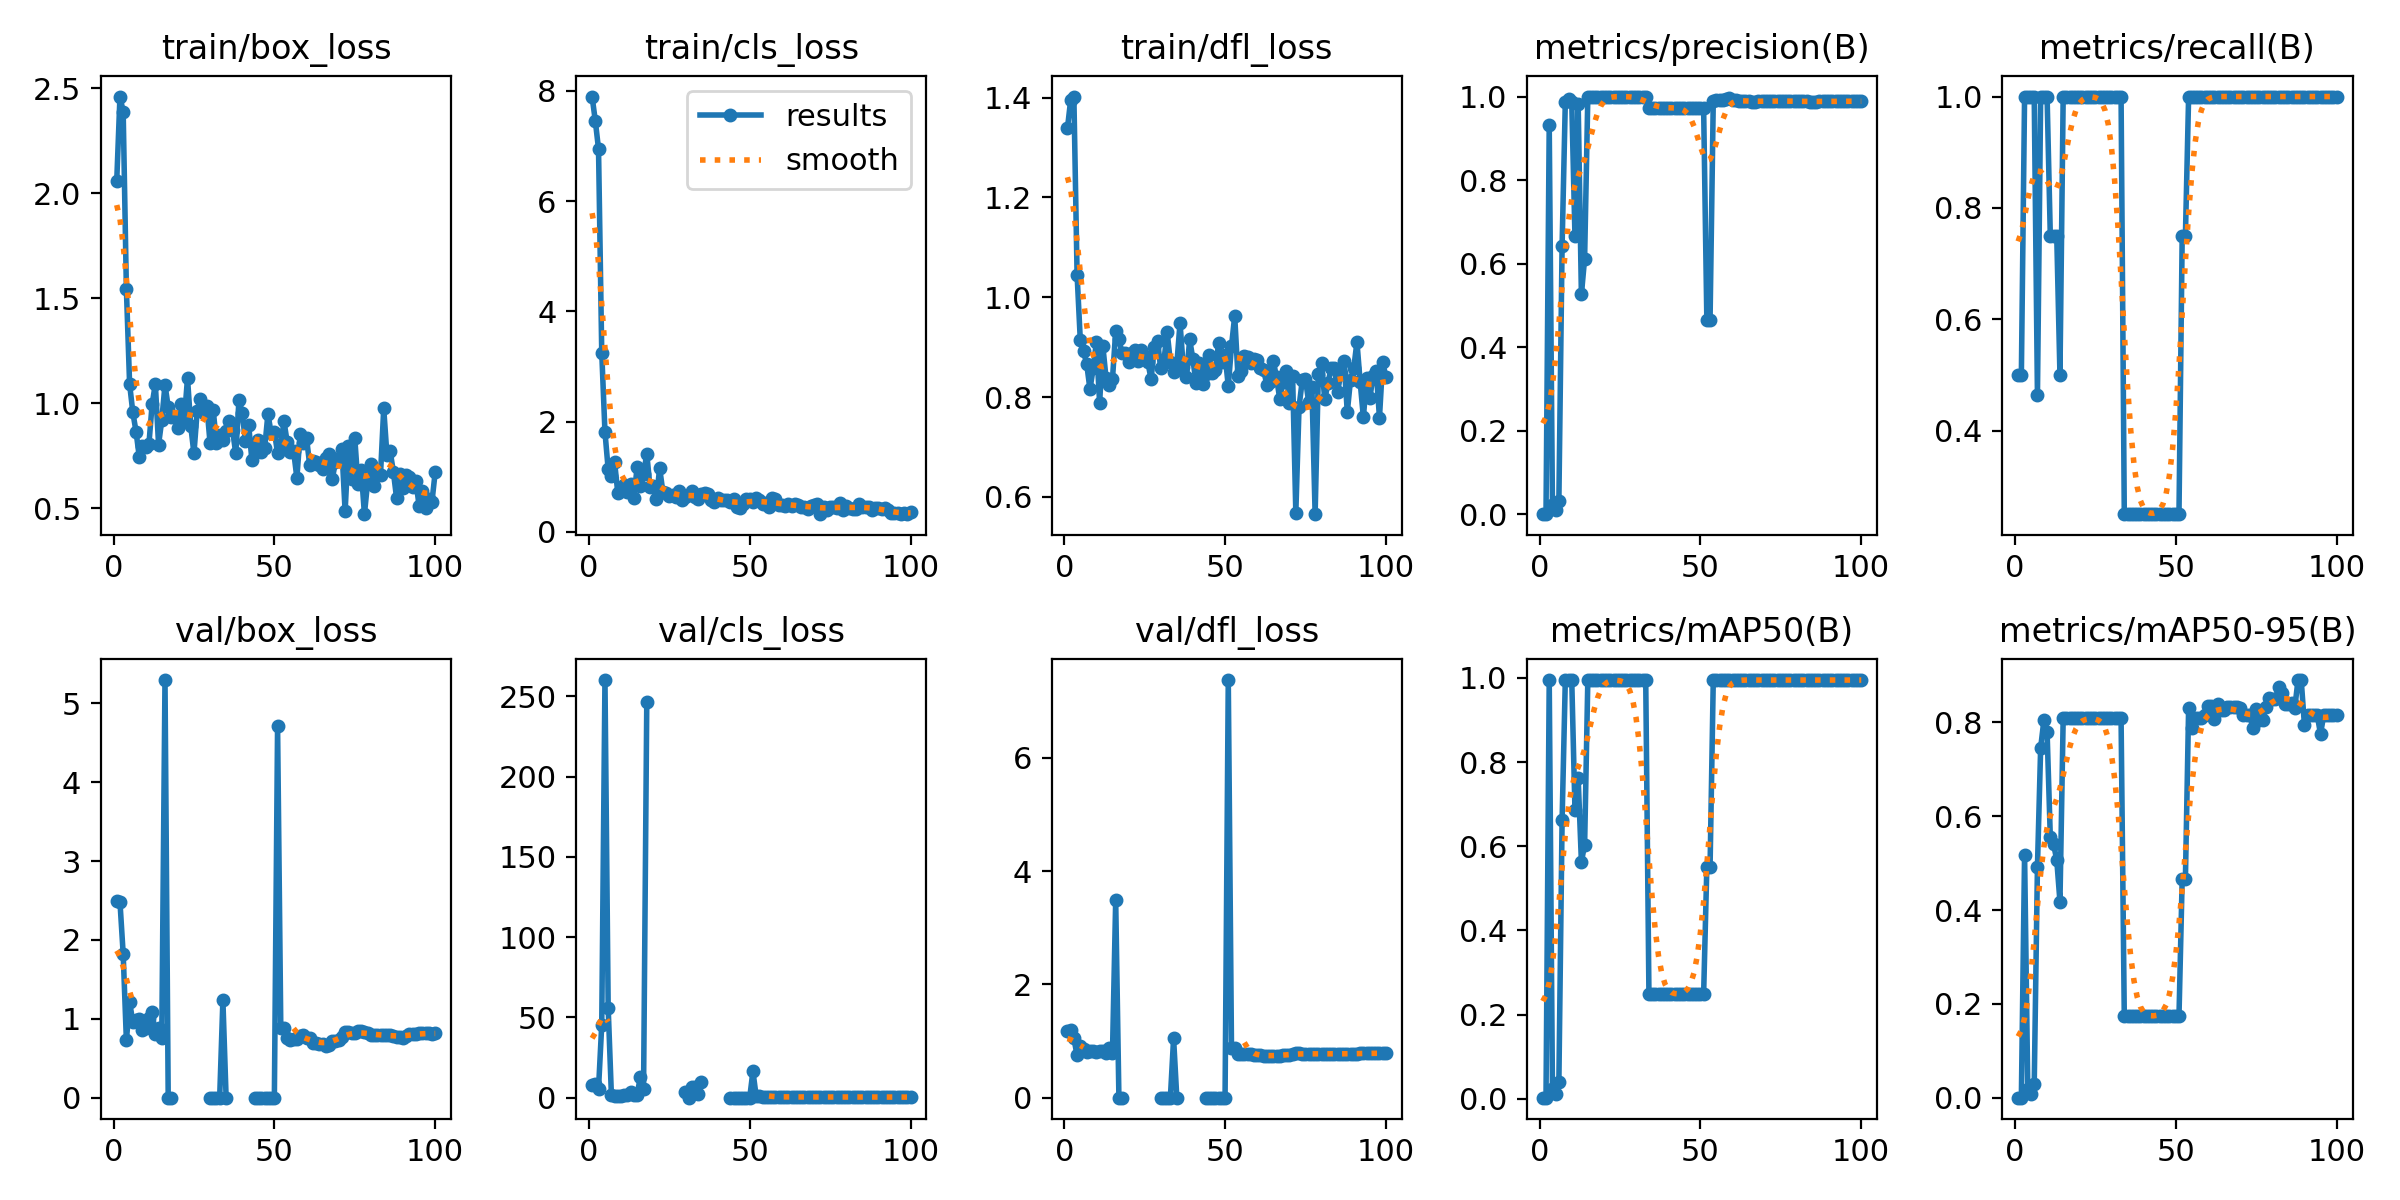 train/box_loss
2.5
2.0
1.5
1.0
0.5
0 50 100
train/cls_loss
8
6
4
2
0
results
smooth
0 50 100
train/dfl_loss
1.4
1.2
1.0
0.8
0.6
0 50 100
metrics/precision(B)
1.0
0.8
0.6
0.4
0.2
0.0
0 50 100
metrics/recall(B)
1.0
0.8
0.6
0.4
0 50 100
val/box_loss
5
4
3
2
1
0
0 50 100
val/cls_loss
250
200
150
100
50
0
0 50 100
val/dfl_loss
6
4
2
0
0 50 100
metrics/mAP50(B)
1.0
0.8
0.6
0.4
0.2
0.0
0 50 100
metrics/mAP50-95(B)
0.8
0.6
0.4
0.2
0.0
0 50 100